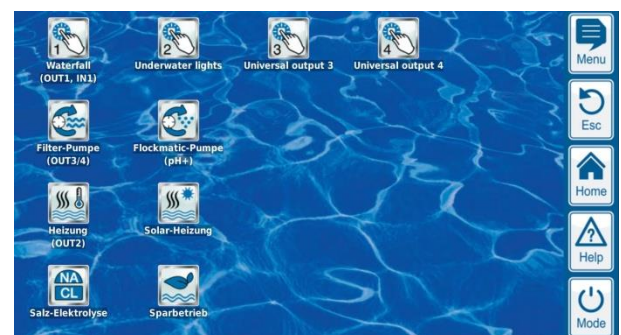 1
2
3
4
Waterfall
(OUT1, IN1)
Underwater lights
Universal output 3
Universal output 4
Filter-Pumpe
(OUT3/4)
Flockmatic-Pumpe
(pH+)
Heizung
(OUT2)
Solar-Heizung
NA
CL
Salz-Elektrolyse
Sparbetrieb
Menu
Esc
Home
?
Help
Mode